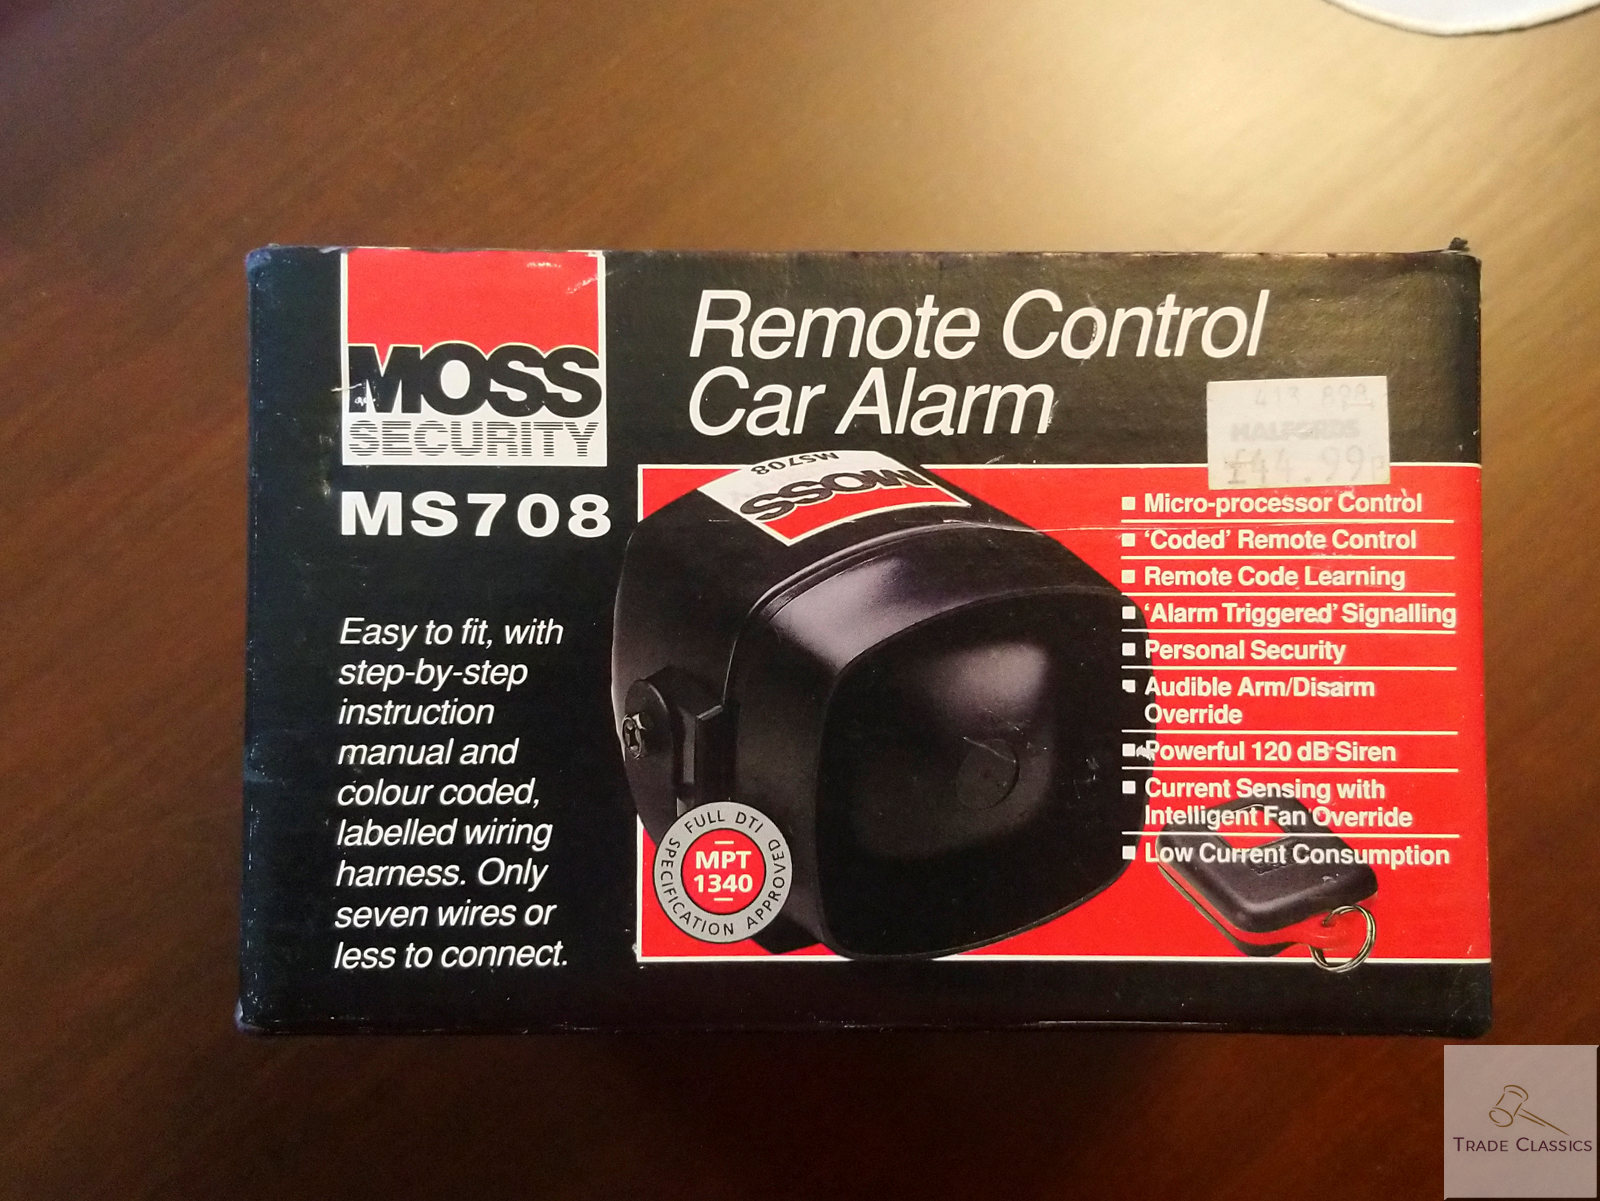 MOSS
SECURITY
MS708
Easy to fit, with
step-by-step
instruction
manual and
colour coded,
labelled wiring
harness. Only
seven wires or
less to connect.
Remote Control
Car Alarm
413 898
HALFORDS
£44.99p
MOSS
MS708
FULL DTI
SPECIFICATION APPROVED
MPT
1340
Micro-processor Control
‘Coded’ Remote Control
Remote Code Learning
‘Alarm Triggered’ Signalling
Personal Security
Audible Arm/Disarm
Override
Powerful 120 dB Siren
Current Sensing with
Intelligent Fan Override
Low Current Consumption
TRADE CLASSICS